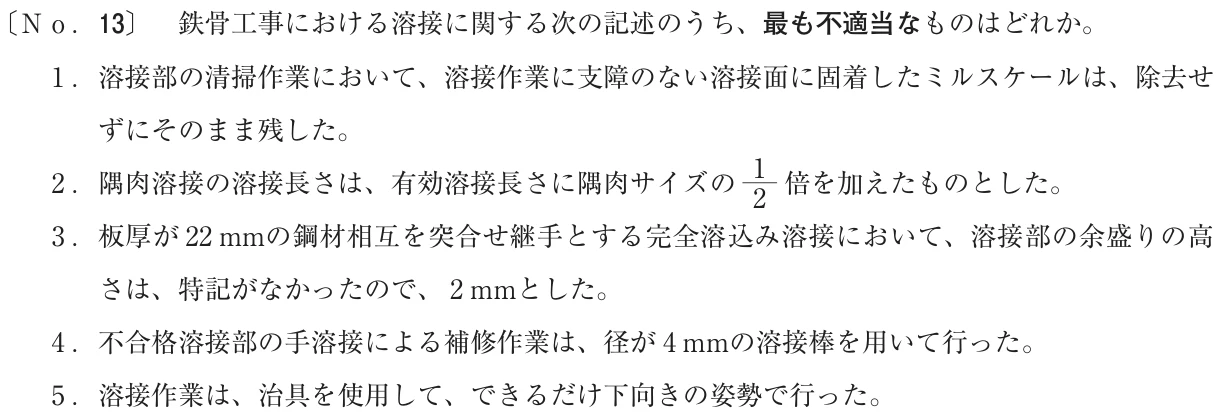 〔Ｎｏ．13〕　鉄骨工事における溶接に関する次の記述のうち、最も不適当なものはどれか。
1．溶接部の清掃作業において、溶接作業に支障のない溶接面に固着したミルスケールは、除去せ
ずにそのまま残した。
2．隅肉溶接の溶接長さは、有効溶接長さに隅肉サイズの 1/2 倍を加えたものとした。
3．板厚が 22 mmの鋼材相互を突合せ継手とする完全溶込み溶接において、溶接部の余盛りの高
さは、特記がなかったので、2 mmとした。
4．不合格溶接部の手溶接による補修作業は、径が 4 mmの溶接棒を用いて行った。
5．溶接作業は、治具を使用して、できるだけ下向きの姿勢で行った。